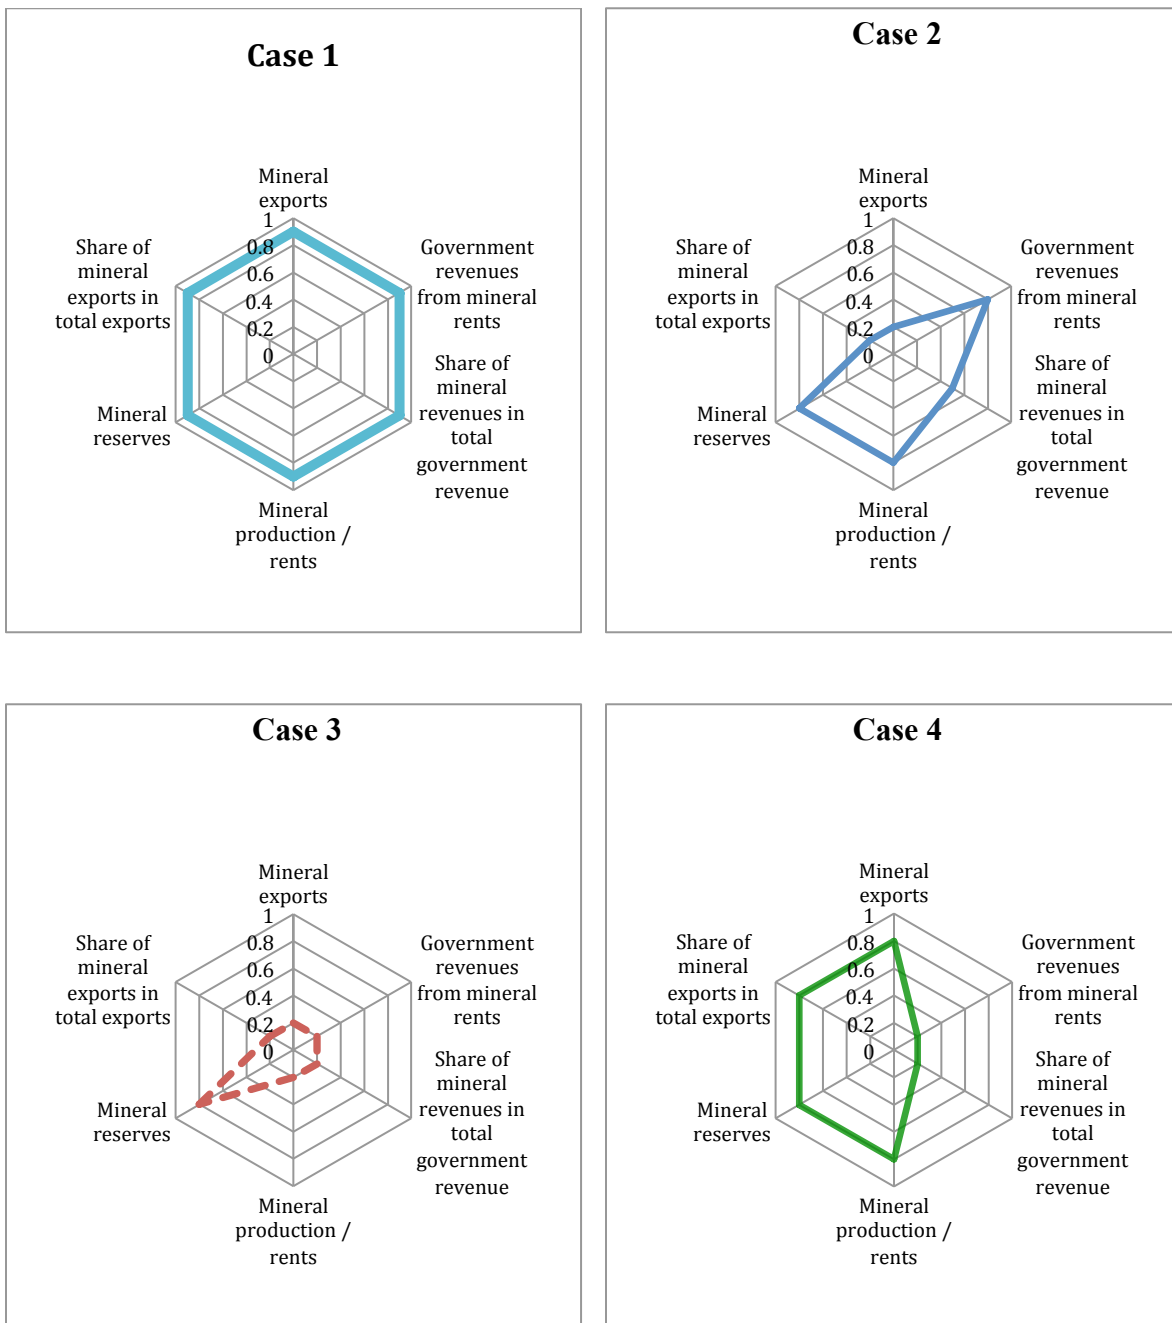 Case 1
Mineral
exports
1
0.8
0.6
0.4
0.2
0
Government
revenues
from mineral
rents
Share of
mineral
revenues in
total
government
revenue
Mineral
production /
rents
Mineral
reserves
Share of
mineral
exports in
total exports
Case 2
Mineral
exports
1
0.8
0.6
0.4
0.2
0
Government
revenues
from mineral
rents
Share of
mineral
revenues in
total
government
revenue
Mineral
production /
rents
Mineral
reserves
Share of
mineral
exports in
total exports
Case 3
Mineral
exports
1
0.8
0.6
0.4
0.2
0
Government
revenues
from mineral
rents
Share of
mineral
revenues in
total
government
revenue
Mineral
production /
rents
Mineral
reserves
Share of
mineral
exports in
total exports
Case 4
Mineral
exports
1
0.8
0.6
0.4
0.2
0
Government
revenues
from mineral
rents
Share of
mineral
revenues in
total
government
revenue
Mineral
production /
rents
Mineral
reserves
Share of
mineral
exports in
total exports